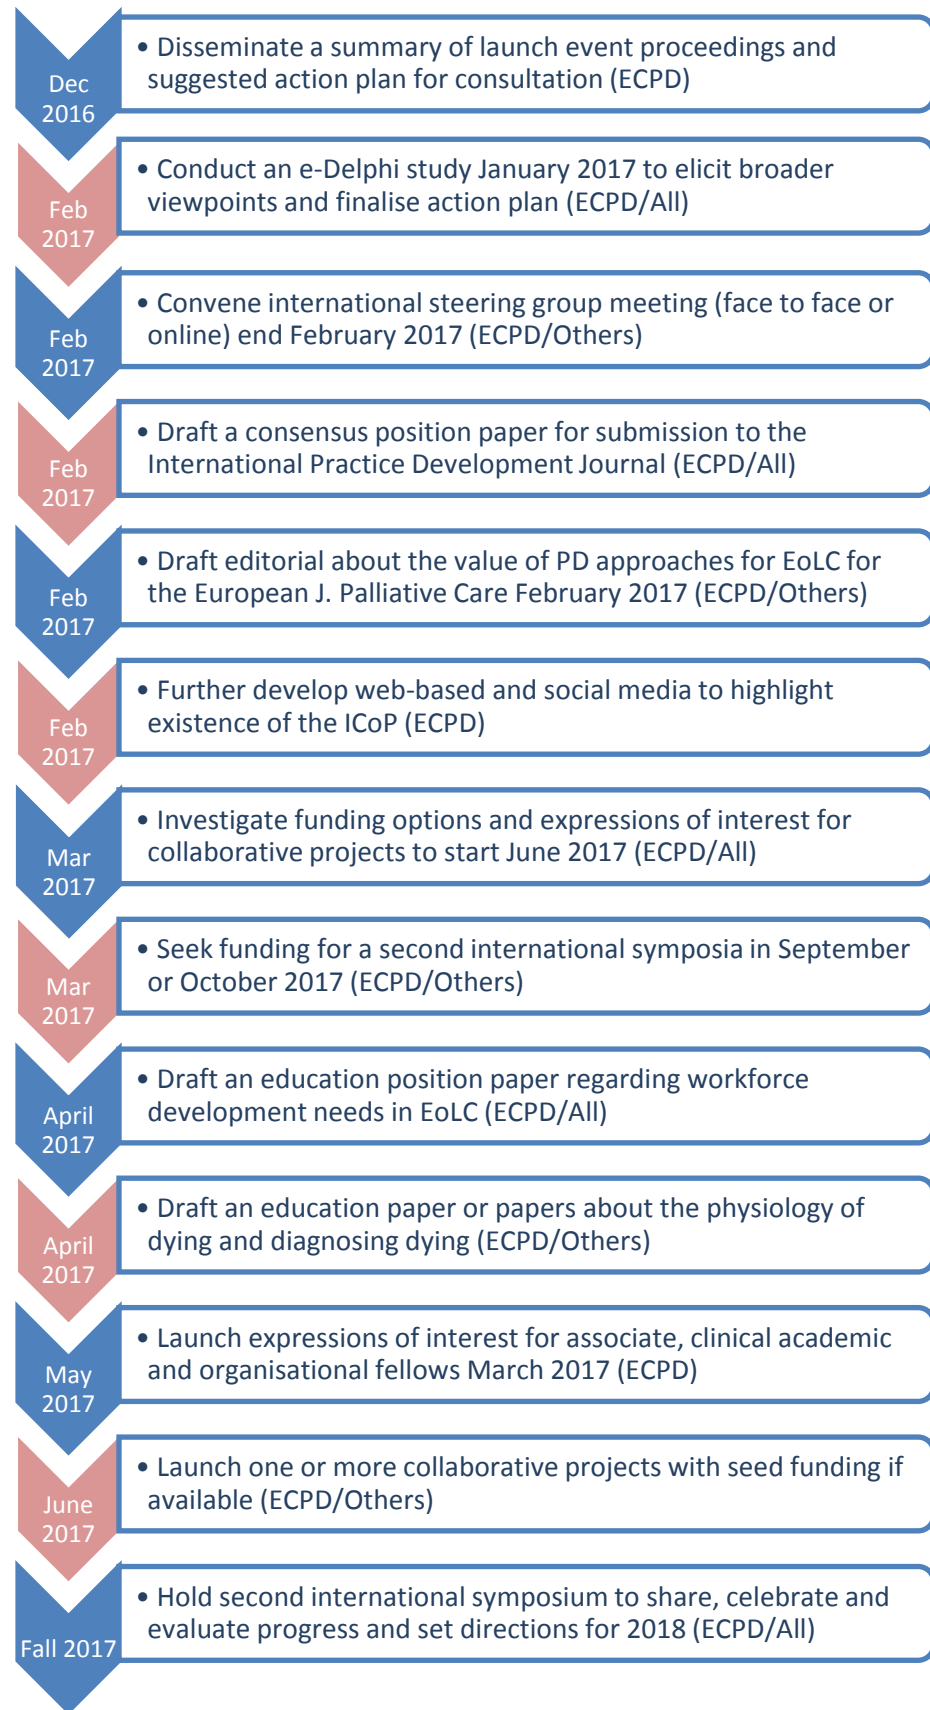 Dec
2016
• Disseminate a summary of launch event proceedings and
suggested action plan for consultation (ECPD)
Feb
2017
• Conduct an e-Delphi study January 2017 to elicit broader
viewpoints and finalise action plan (ECPD/All)
Feb
2017
• Convene international steering group meeting (face to face or
online) end February 2017 (ECPD/Others)
Feb
2017
• Draft a consensus position paper for submission to the
International Practice Development Journal (ECPD/All)
Feb
2017
• Draft editorial about the value of PD approaches for EoLC for
the European J. Palliative Care February 2017 (ECPD/Others)
Feb
2017
• Further develop web-based and social media to highlight
existence of the ICoP (ECPD)
Mar
2017
• Investigate funding options and expressions of interest for
collaborative projects to start June 2017 (ECPD/All)
Mar
2017
• Seek funding for a second international symposia in September
or October 2017 (ECPD/Others)
April
2017
• Draft an education position paper regarding workforce
development needs in EoLC (ECPD/All)
April
2017
• Draft an education paper or papers about the physiology of
dying and diagnosing dying (ECPD/Others)
May
2017
• Launch expressions of interest for associate, clinical academic
and organisational fellows March 2017 (ECPD)
June
2017
• Launch one or more collaborative projects with seed funding if
available (ECPD/Others)
Fall 2017
• Hold second international symposium to share, celebrate and
evaluate progress and set directions for 2018 (ECPD/All)